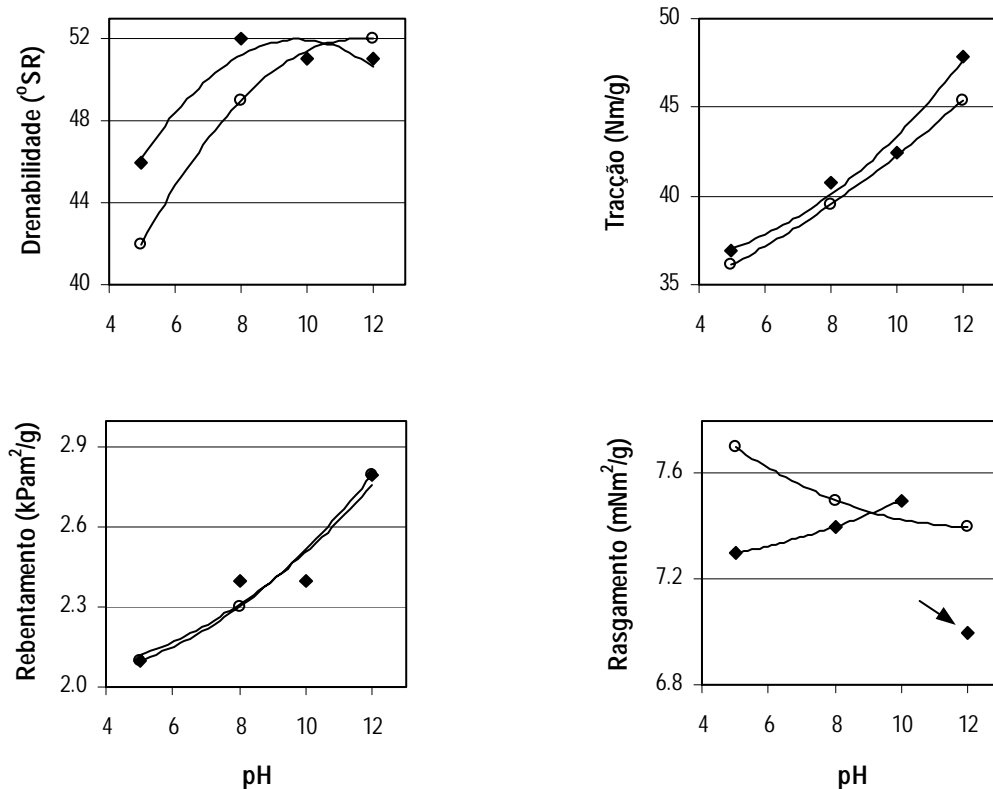 Drenabilidade (⁰SR)
52
48
44
40
4 6 8 10 12
Tracção (Nm/g)
50
45
40
35
4 6 8 10 12
Rebentamento (kPam²/g)
2.9
2.6
2.3
2.0
4 6 8 10 12
pH
Rasgamento (mNm²/g)
7.6
7.2
6.8
4 6 8 10 12
pH